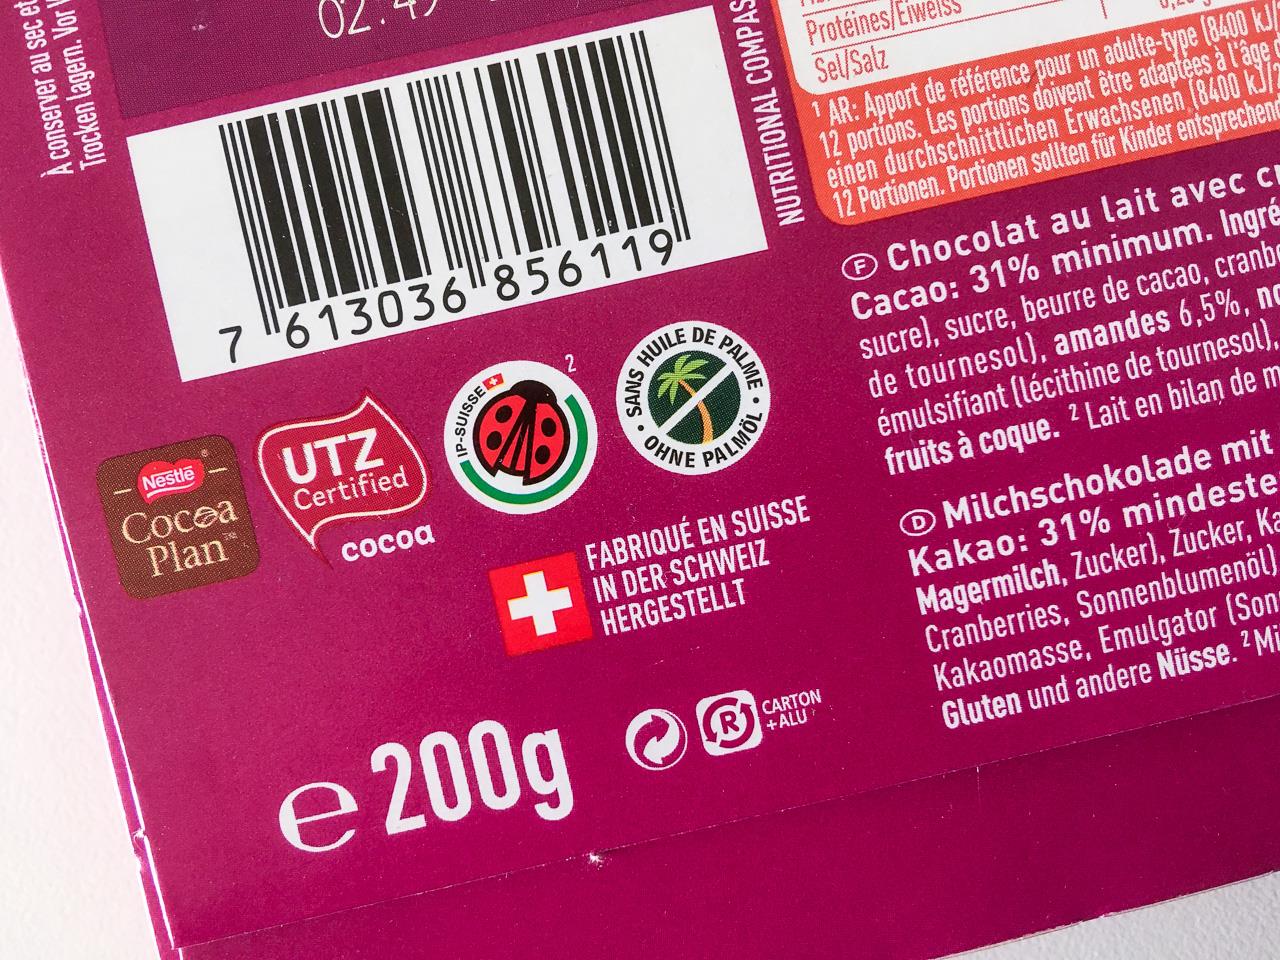 À conserver au sec et
Trocken lagern. Vor
02:49
7 613036 856119
NUTRITIONAL COMPAS
Protéines/Eiweiss
Sel/Salz
¹ AR: Apport de référence pour un adulte-type (8400 kJ/
12 portions. Les portions doivent être adaptées à l'âge
einen durchschnittlichen Erwachsenen (8400 kJ/
12 Portionen. Portionen sollten für Kinder entsprechend
Nestlé
Cocoa
Plan™
UTZ
Certified
cocoa
IP-SUISSE
2
SANS HUILE DE PALME •
OHNE PALMÖL •
FABRIQUÉ EN SUISSE
IN DER SCHWEIZ
HERGESTELLT
℮ 200g
R
CARTON
+ALU
F Chocolat au lait avec
Cacao: 31% minimum. Ingré
sucre), sucre, beurre de cacao, cranb
de tournesol), amandes 6,5%, no
émulsifiant (lécithine de tournesol),
fruits à coque. ² Lait en bilan de m
D Milchschokolade mit
Kakao: 31% mindeste
Magermilch, Zucker), Zucker, Ka
Cranberries, Sonnenblumenöl)
Kakaomasse, Emulgator (Son
Gluten und andere Nüsse. ² Mi